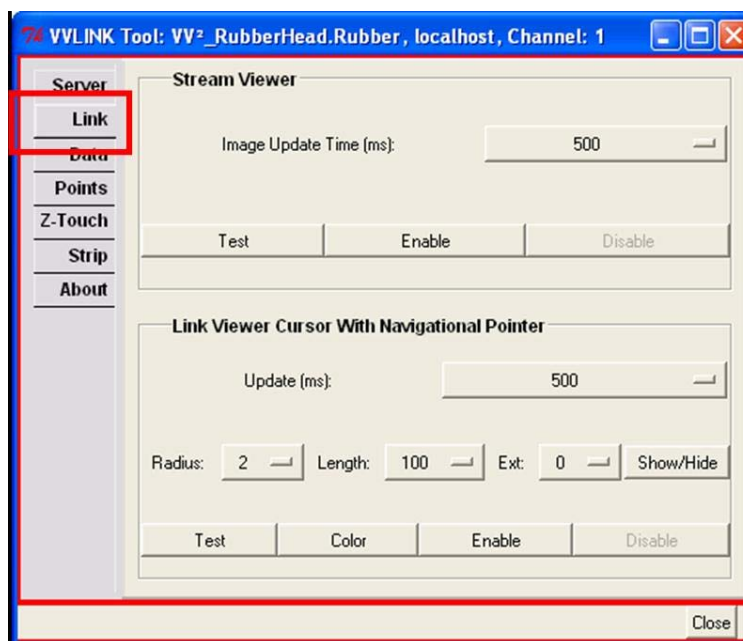 7k VVLINK Tool: VV²_RubberHead.Rubber, localhost, Channel: 1
Server
Link
Data
Points
Z-Touch
Strip
About
Stream Viewer
Image Update Time (ms): 500
Test Enable Disable
Link Viewer Cursor With Navigational Pointer
Update (ms): 500
Radius: 2 Length: 100 Ext: 0 Show/Hide
Test Color Enable Disable
Close